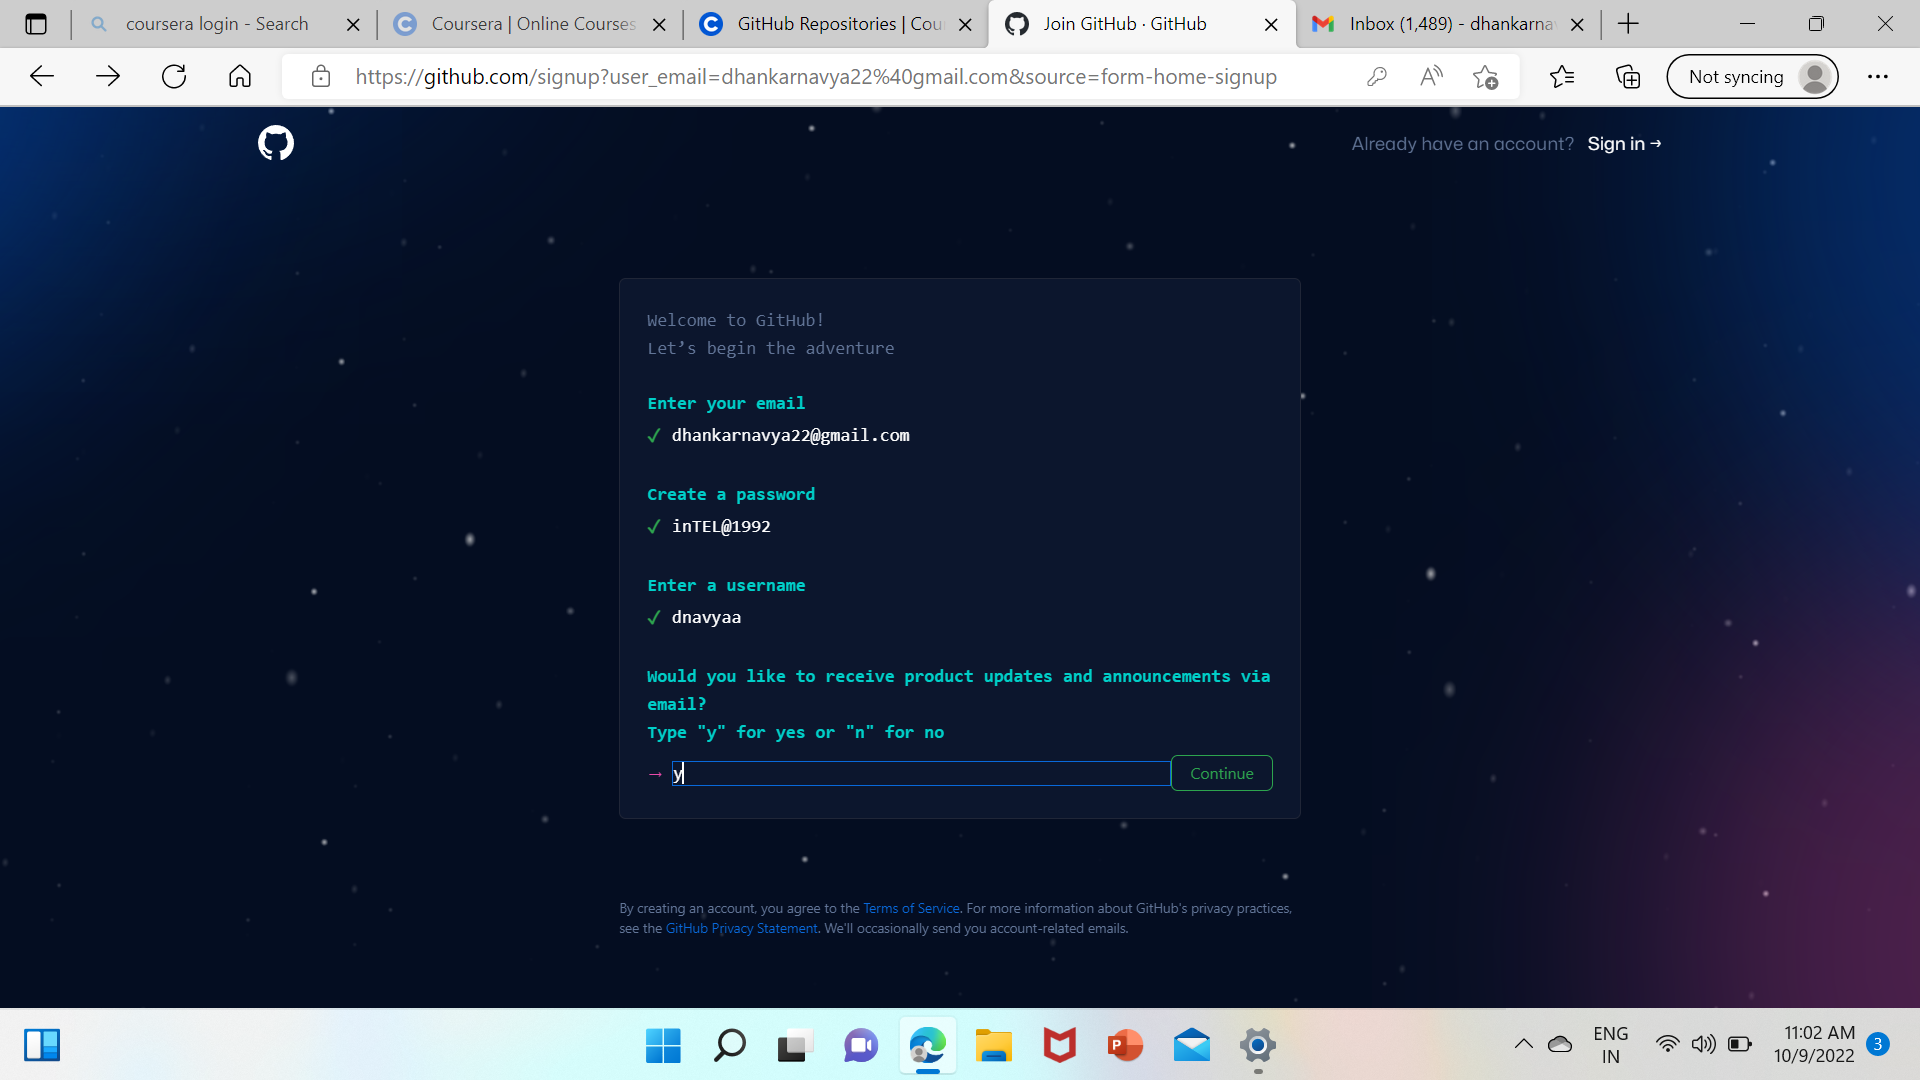 coursera login - Search
Coursera | Online Courses
GitHub Repositories | Cou
Join GitHub · GitHub
Inbox (1,489) - dhankarna
https://github.com/signup?user_email=dhankarnavya22%40gmail.com&source=form-home-signup
Not syncing
Already have an account? Sign in →
Welcome to GitHub!
Let’s begin the adventure
Enter your email
✓ dhankarnavya22@gmail.com
Create a password
✓ inTEL@1992
Enter a username
✓ dnavyaa
Would you like to receive product updates and announcements via
email?
Type "y" for yes or "n" for no
→ y
Continue
By creating an account, you agree to the Terms of Service. For more information about GitHub's privacy practices,
see the GitHub Privacy Statement. We'll occasionally send you account-related emails.
ENG
IN
11:02 AM
10/9/2022
3